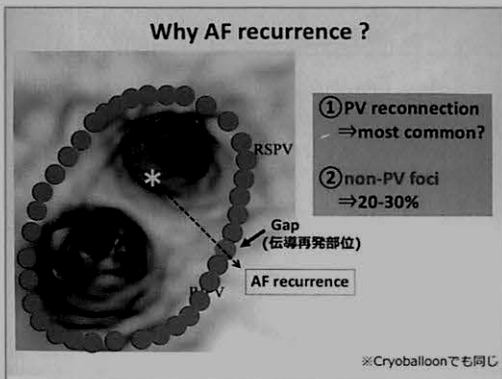 Why AF recurrence ?
①PV reconnection
⇒most common?
②non-PV foci
⇒20-30%
RSPV
*
Gap
(伝導再発部位)
AF recurrence
※Cryoballoonでも同じ